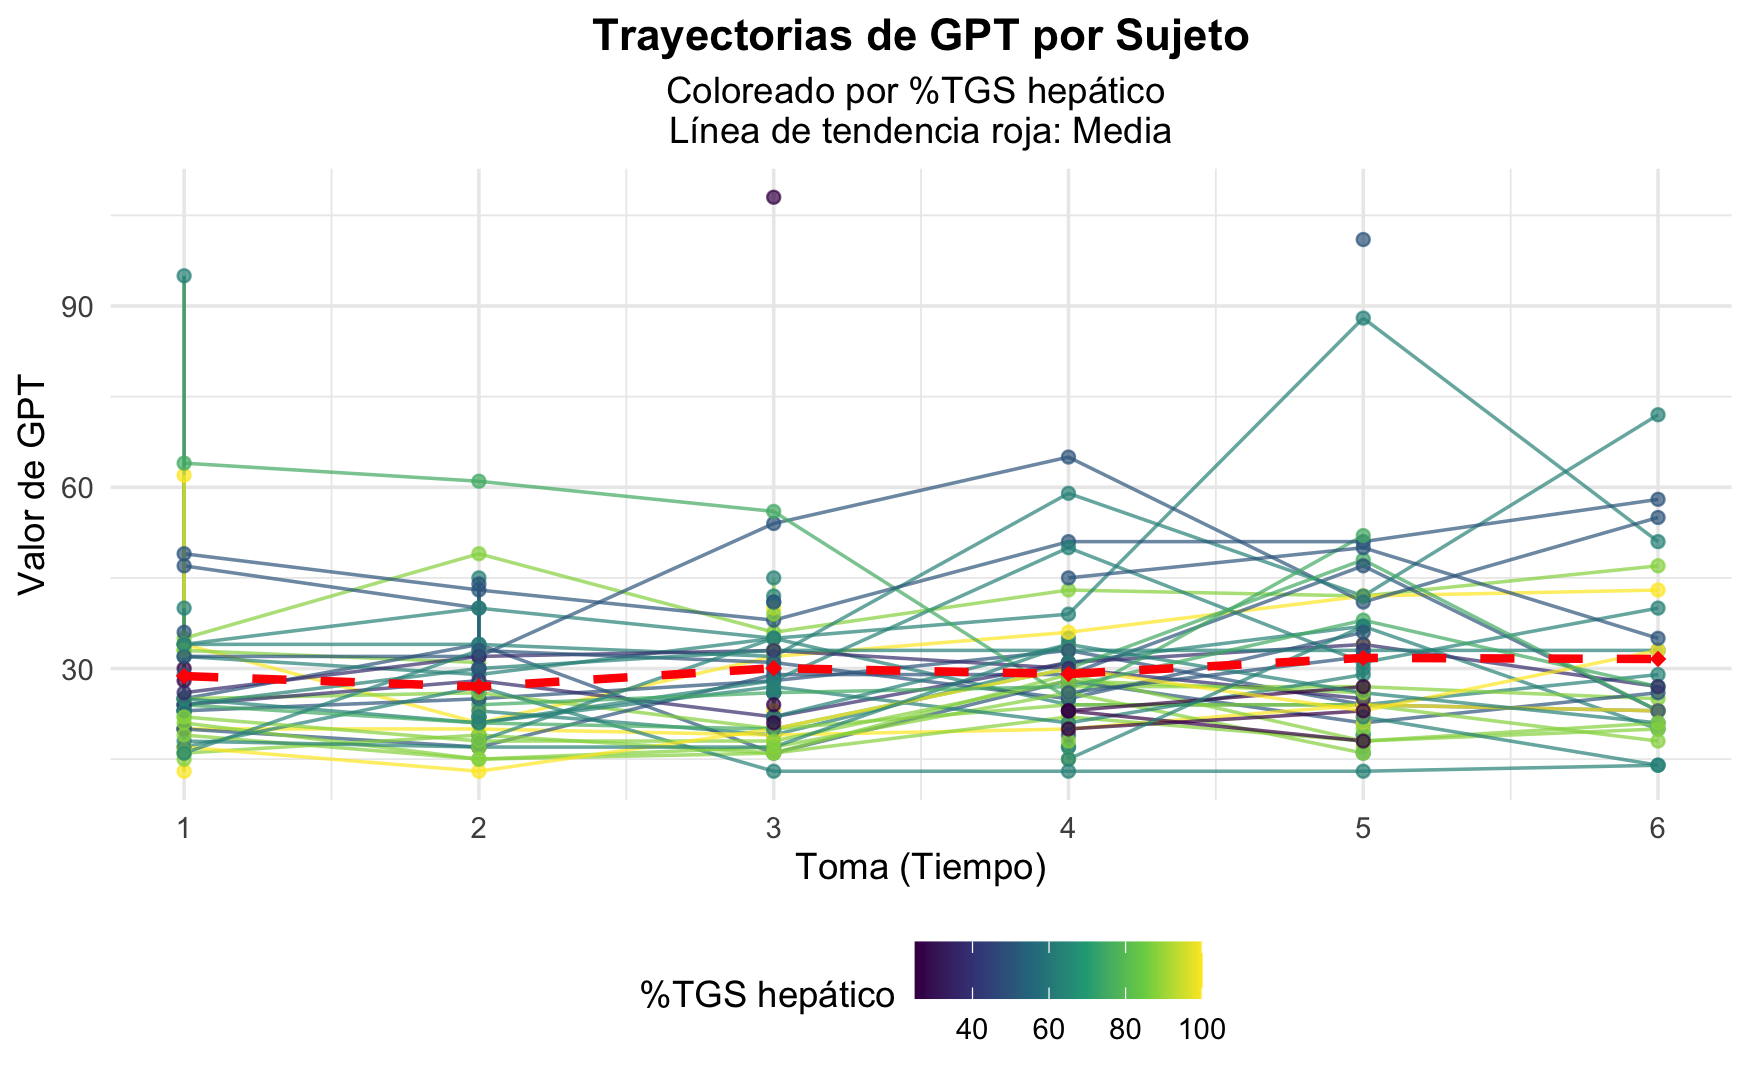 Trayectorias de GPT por Sujeto
Coloreado por %TGS hepático
Línea de tendencia roja: Media
Valor de GPT
90
60
30
1 2 3 4 5 6
Toma (Tiempo)
%TGS hepático
40 60 80 100